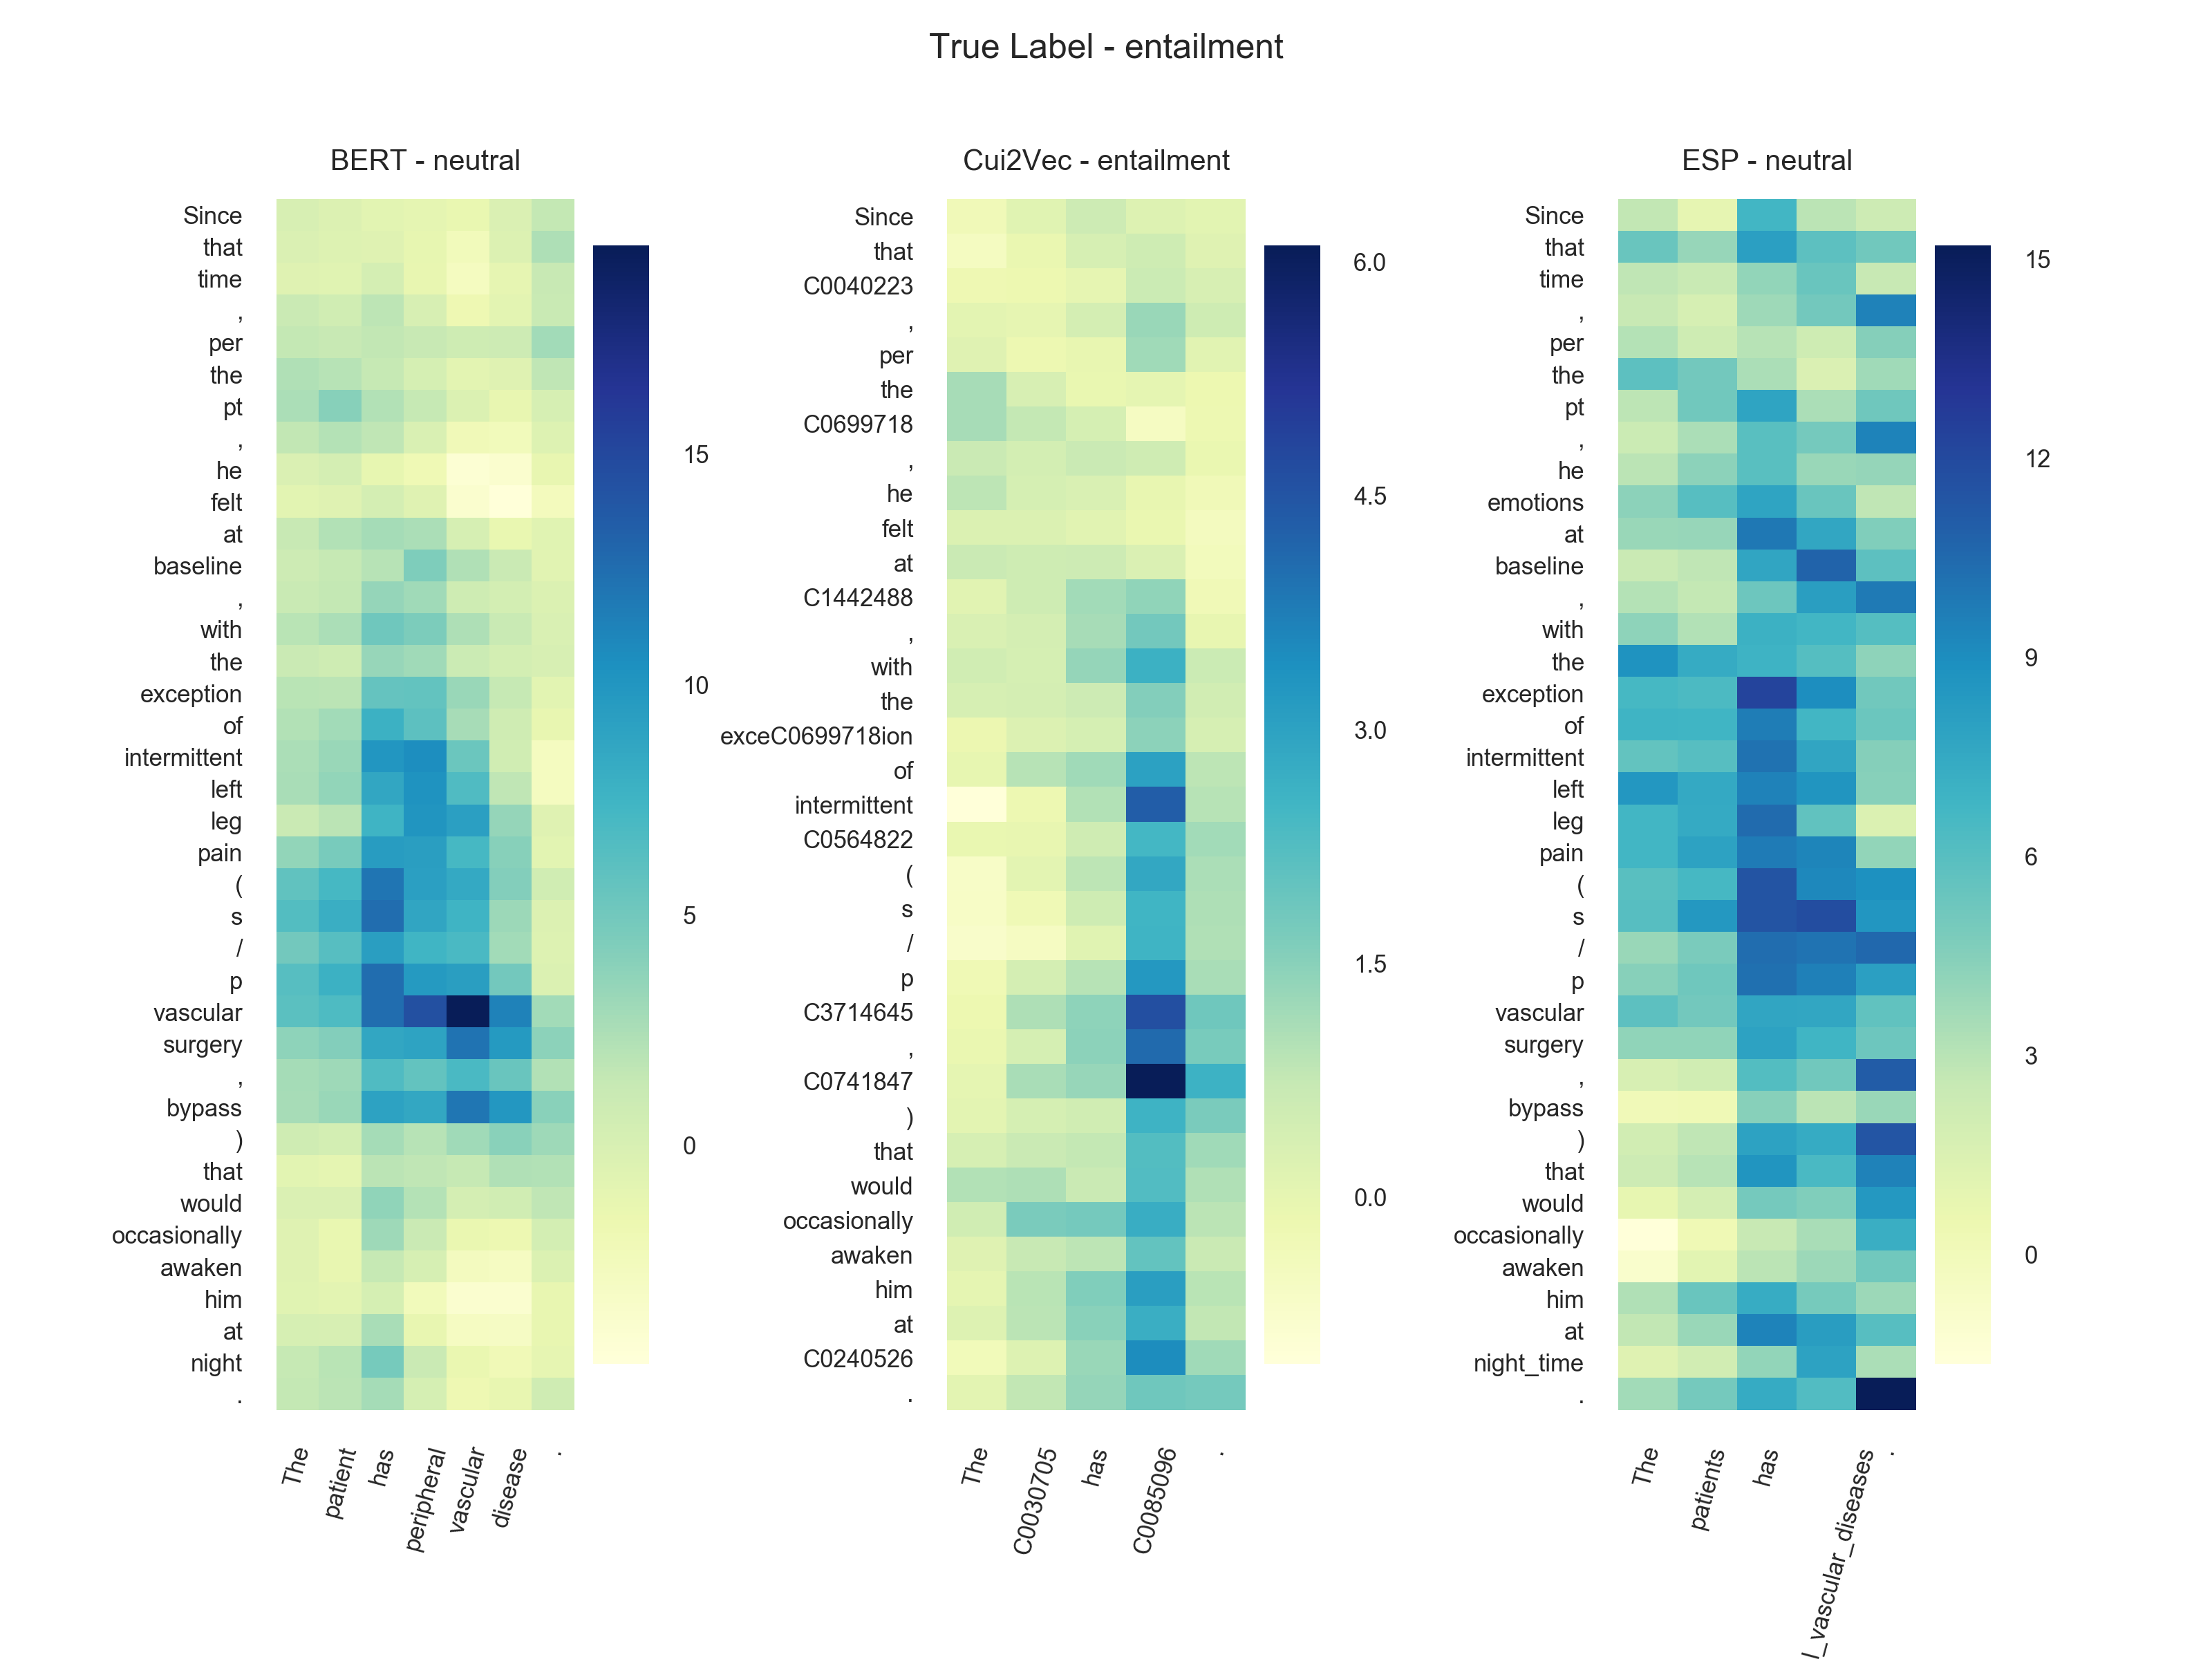 True Label - entailment
BERT - neutral
Since
that
time
,
per
the
pt
,
he
felt
at
baseline
,
with
the
exception
of
intermittent
left
leg
pain
(
s
/
p
vascular
surgery
,
bypass
)
that
would
occasionally
awaken
him
at
night
.
The
patient
has
peripheral
vascular
disease
.
15
10
5
0
Cui2Vec - entailment
Since
that
C0040223
,
per
the
C0699718
,
he
felt
at
C1442488
,
with
the
exceC0699718ion
of
intermittent
C0564822
(
s
/
p
C3714645
,
C0741847
)
that
would
occasionally
awaken
him
at
C0240526
.
The
C0030705
has
C0085096
.
6.0
4.5
3.0
1.5
0.0
ESP - neutral
Since
that
time
,
per
the
pt
,
he
emotions
at
baseline
,
with
the
exception
of
intermittent
left
leg
pain
(
s
/
p
vascular
surgery
,
bypass
)
that
would
occasionally
awaken
him
at
night_time
.
The
patients
has
l_vascular_diseases
.
15
12
9
6
3
0